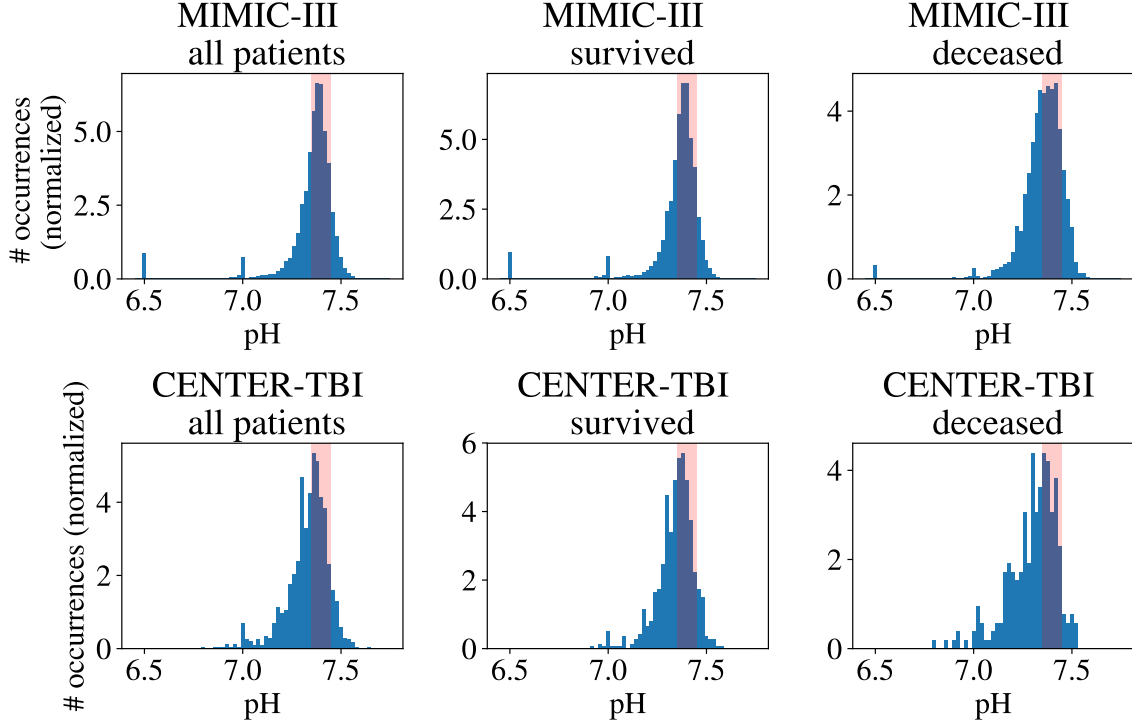 MIMIC-III
all patients
MIMIC-III
survived
MIMIC-III
deceased
# occurrences
(normalized)
5.0
2.5
0.0
6.5 7.0 7.5
pH
5.0
2.5
0.0
6.5 7.0 7.5
pH
4
2
0
6.5 7.0 7.5
pH
CENTER-TBI
all patients
CENTER-TBI
survived
CENTER-TBI
deceased
# occurrences (normalized)
4
2
0
6.5 7.0 7.5
pH
6
4
2
0
6.5 7.0 7.5
pH
4
2
0
6.5 7.0 7.5
pH